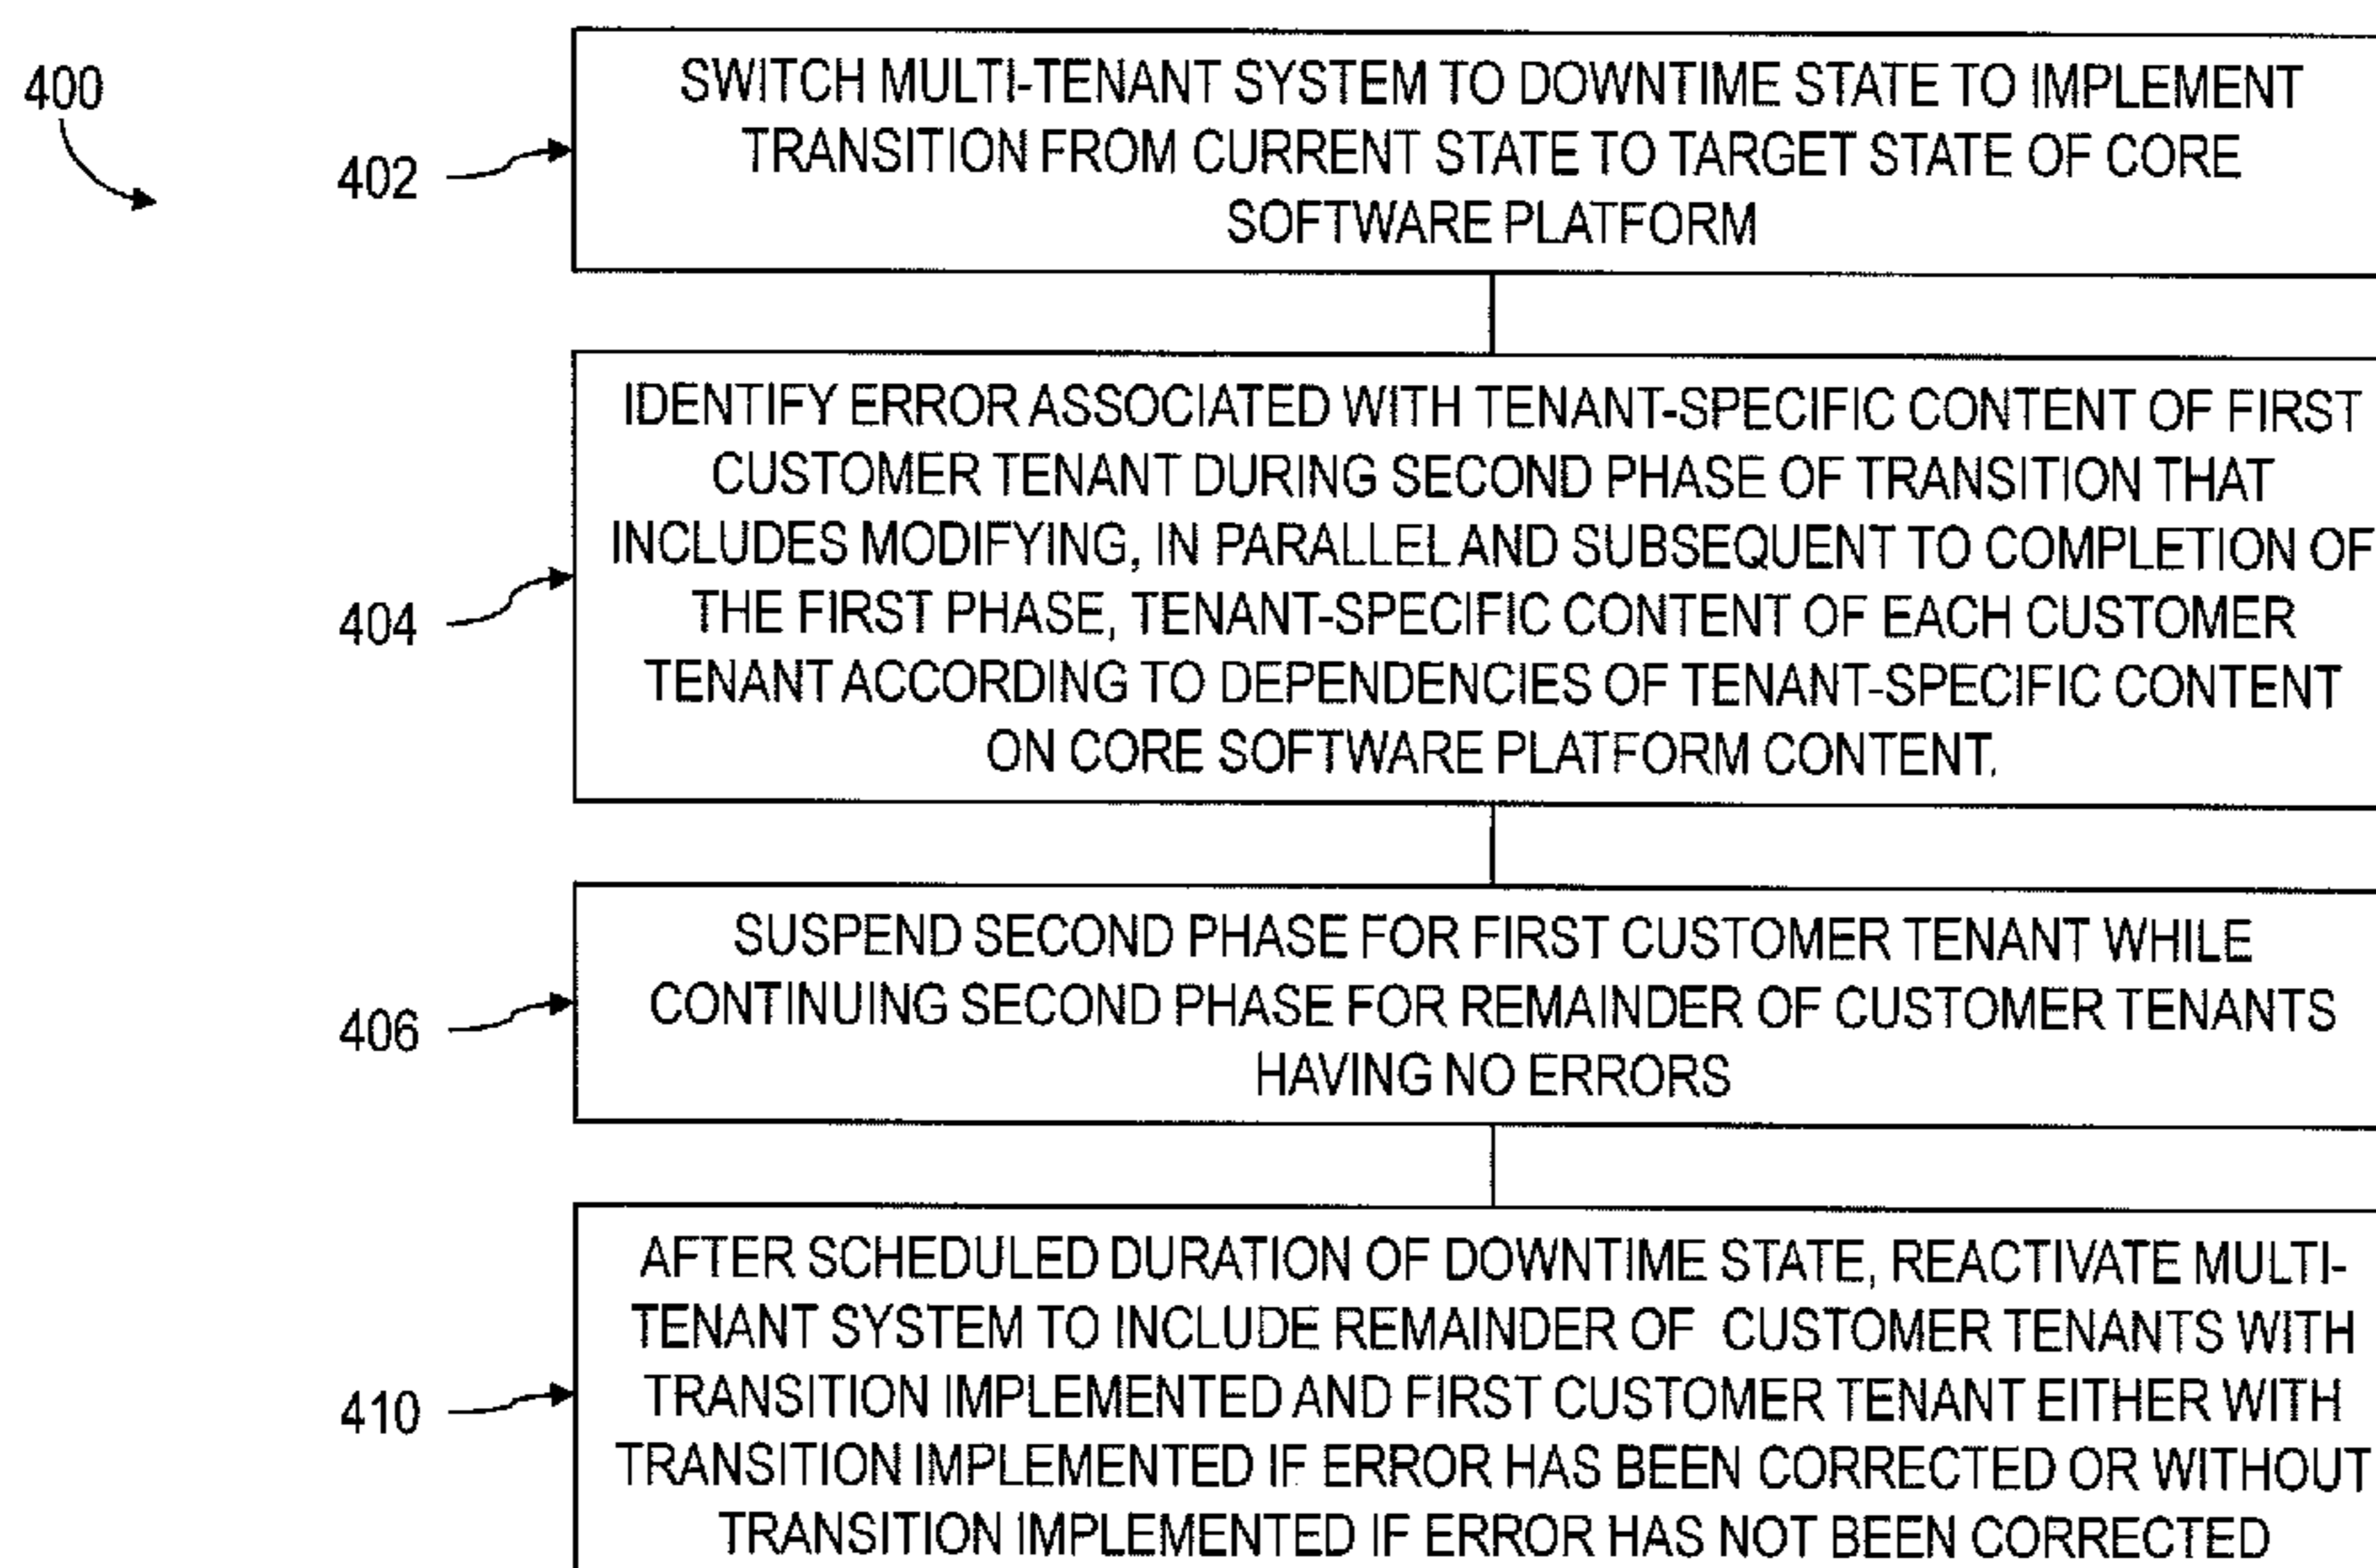 400
402
SWITCH MULTI-TENANT SYSTEM TO DOWNTIME STATE TO IMPLEMENT
TRANSITION FROM CURRENT STATE TO TARGET STATE OF CORE
SOFTWARE PLATFORM
404
IDENTIFY ERROR ASSOCIATED WITH TENANT-SPECIFIC CONTENT OF FIRST
CUSTOMER TENANT DURING SECOND PHASE OF TRANSITION THAT
INCLUDES MODIFYING, IN PARALLEL AND SUBSEQUENT TO COMPLETION OF
THE FIRST PHASE, TENANT-SPECIFIC CONTENT OF EACH CUSTOMER
TENANT ACCORDING TO DEPENDENCIES OF TENANT-SPECIFIC CONTENT
ON CORE SOFTWARE PLATFORM CONTENT.
406
SUSPEND SECOND PHASE FOR FIRST CUSTOMER TENANT WHILE
CONTINUING SECOND PHASE FOR REMAINDER OF CUSTOMER TENANTS
HAVING NO ERRORS
410
AFTER SCHEDULED DURATION OF DOWNTIME STATE, REACTIVATE MULTI-
TENANT SYSTEM TO INCLUDE REMAINDER OF CUSTOMER TENANTS WITH
TRANSITION IMPLEMENTED AND FIRST CUSTOMER TENANT EITHER WITH
TRANSITION IMPLEMENTED IF ERROR HAS BEEN CORRECTED OR WITHOUT
TRANSITION IMPLEMENTED IF ERROR HAS NOT BEEN CORRECTED